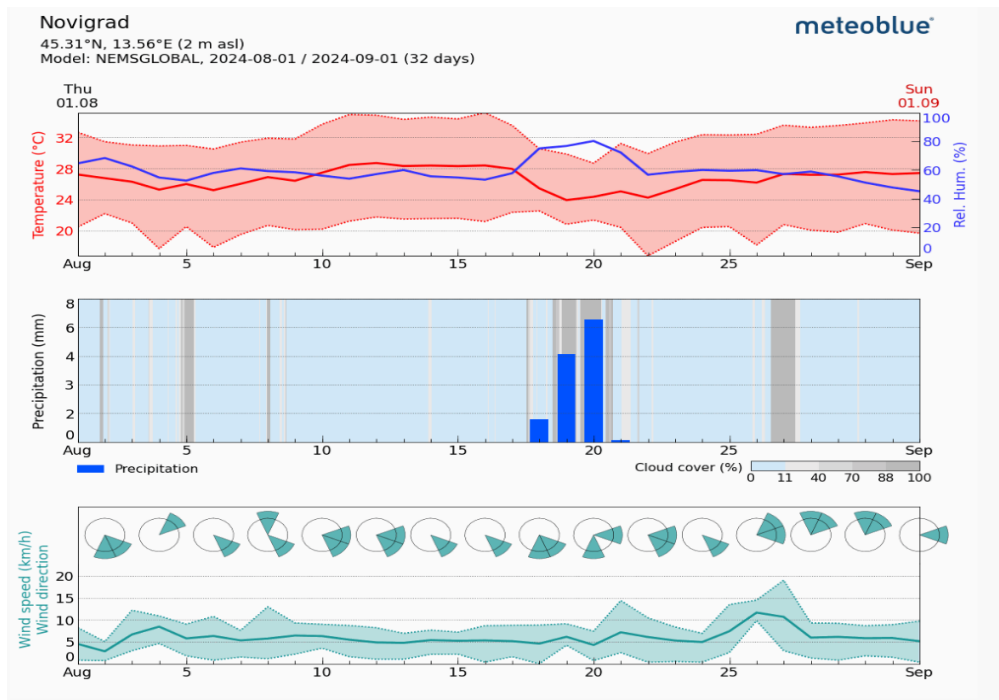 Novigrad
meteoblue®
45.31°N, 13.56°E (2 m asl)
Model: NEMSGLOBAL, 2024-08-01 / 2024-09-01 (32 days)
Thu
01.08
Sun
01.09
Temperature (°C)
32
28
24
20
Rel. Hum. (%)
100
80
60
40
20
0
Aug 5 10 15 20 25 Sep
Precipitation (mm)
8
6
4
3
2
0
Aug 5 10 15 20 25 Sep
Precipitation
Cloud cover (%)
0 11 40 70 88 100
Wind speed (km/h)
Wind direction
20
15
10
5
0
Aug 5 10 15 20 25 Sep